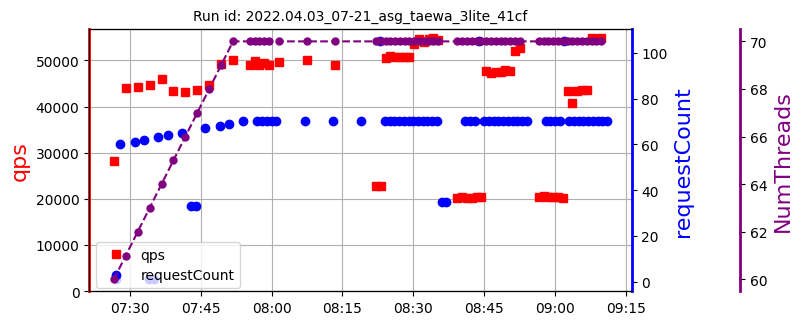 Run id: 2022.04.03_07-21_asg_taewa_3lite_41cf
50000
40000
30000
20000
10000
0
qps
100
80
60
40
20
0
requestCount
70
68
66
64
62
60
NumThreads
qps
requestCount
07:30 07:45 08:00 08:15 08:30 08:45 09:00 09:15